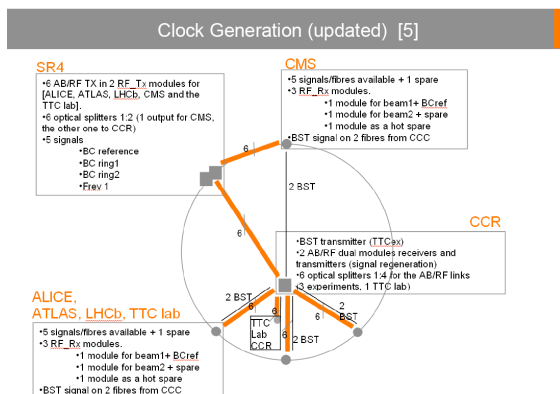 Clock Generation (updated)  [5]
SR4
•6 AB/RF TX in 2 RF_Tx modules for
[ALICE, ATLAS, LHCb, CMS and the
TTC lab].
•6 optical splitters 1:2 (1 output for CMS,
the other one to CCR)
•5 signals
•BC reference
•BC ring1
•BC ring2
•Frev 1
CMS
•5 signals/fibres available + 1 spare
•3 RF_Rx modules.
•1 module for beam1+ BCref
•1 module for beam2 + spare
•1 module as a hot spare
•BST signal on 2 fibres from CCC
6
2 BST
6
CCR
•BST transmitter (TTCex)
•2 AB/RF dual modules receivers and
transmitters (signal regeneration)
•6 optical splitters 1:4 for the AB/RF links
(3 experiments, 1 TTC lab)
ALICE,
ATLAS, LHCb, TTC lab
•5 signals/fibres available + 1 spare
•3 RF_Rx modules.
•1 module for beam1+ BCref
•1 module for beam2 + spare
•1 module as a hot spare
•BST signal on 2 fibres from CCC
2 BST
6
6
TTC
Lab
CCR
6
2 BST
6
2
BST